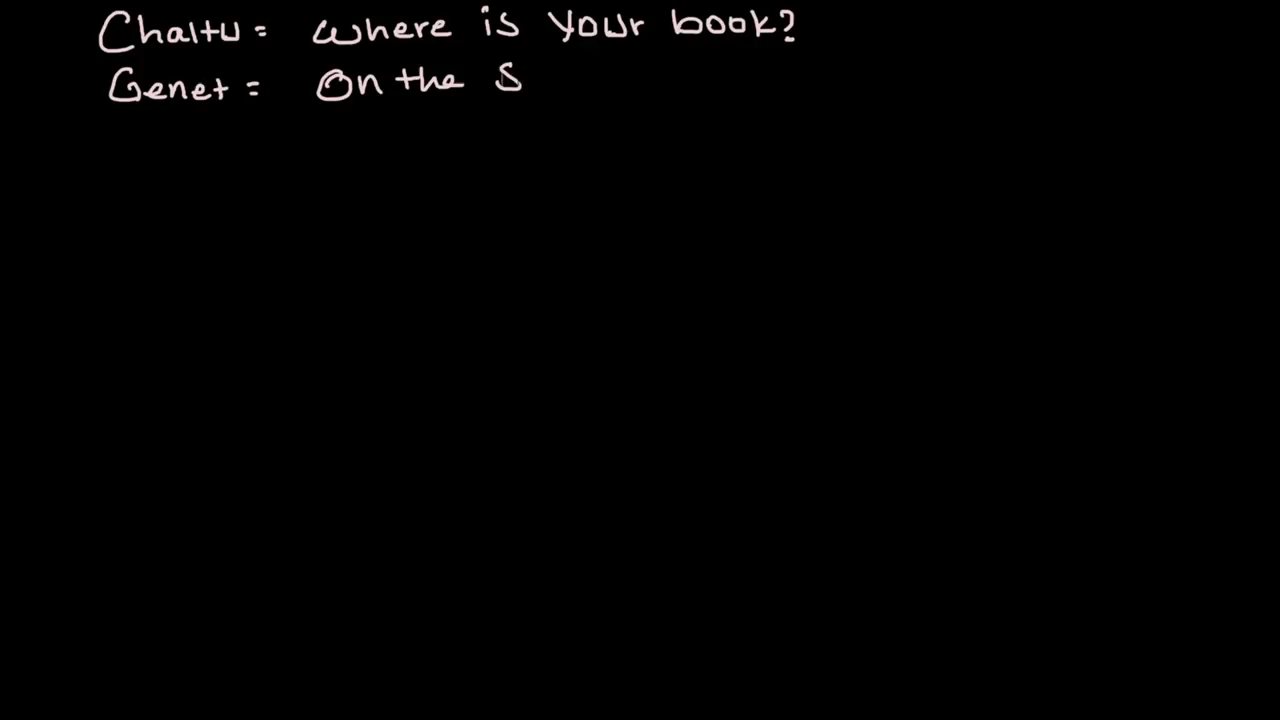 Chaltu = where is your book?
Genet = On the S